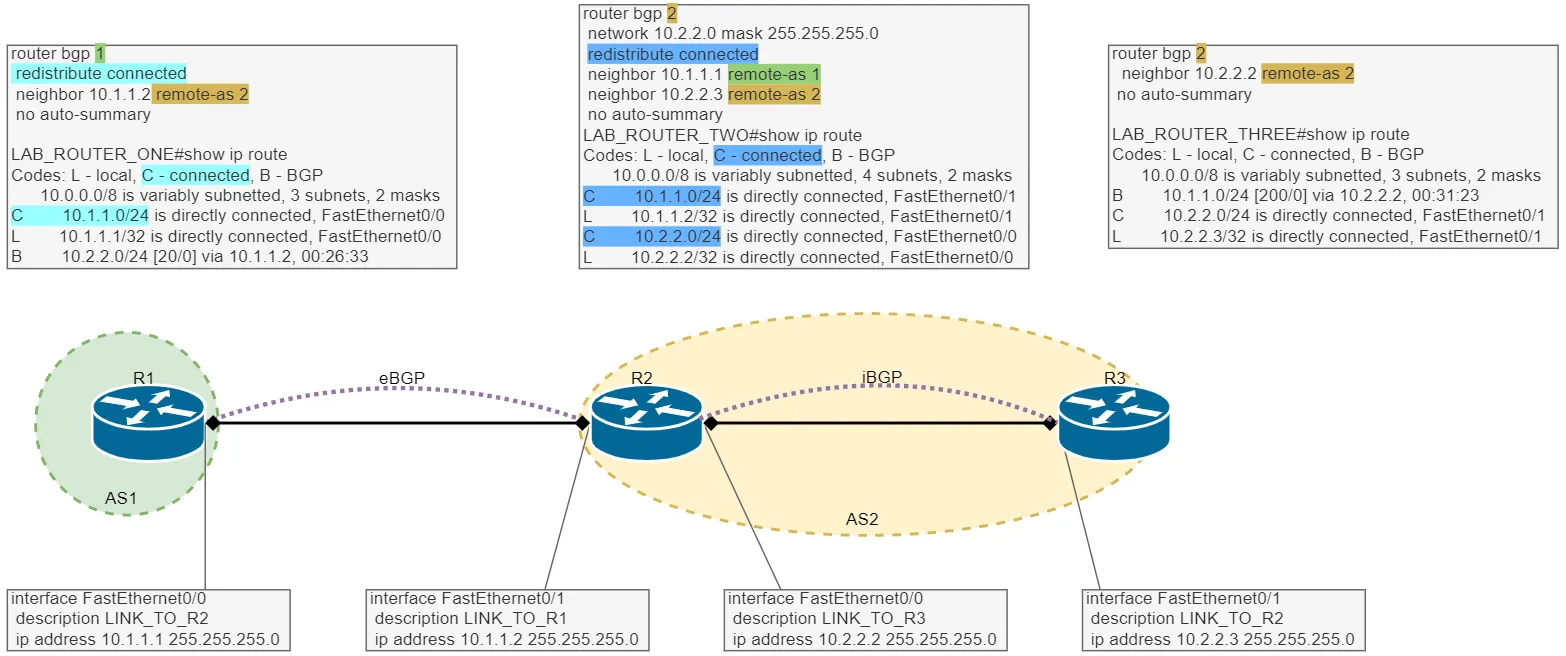 router bgp 1
redistribute connected
neighbor 10.1.1.2 remote-as 2
no auto-summary
LAB_ROUTER_ONE#show ip route
Codes: L - local, C - connected, B - BGP
10.0.0.0/8 is variably subnetted, 3 subnets, 2 masks
C 10.1.1.0/24 is directly connected, FastEthernet0/0
L 10.1.1.1/32 is directly connected, FastEthernet0/0
B 10.2.2.0/24 [20/0] via 10.1.1.2, 00:26:33
router bgp 2
network 10.2.2.0 mask 255.255.255.0
redistribute connected
neighbor 10.1.1.1 remote-as 1
neighbor 10.2.2.3 remote-as 2
no auto-summary
LAB_ROUTER_TWO#show ip route
Codes: L - local, C - connected, B - BGP
10.0.0.0/8 is variably subnetted, 4 subnets, 2 masks
C 10.1.1.0/24 is directly connected, FastEthernet0/1
L 10.1.1.2/32 is directly connected, FastEthernet0/1
C 10.2.2.0/24 is directly connected, FastEthernet0/0
L 10.2.2.2/32 is directly connected, FastEthernet0/0
router bgp 2
neighbor 10.2.2.2 remote-as 2
no auto-summary
LAB_ROUTER_THREE#show ip route
Codes: L - local, C - connected, B - BGP
10.0.0.0/8 is variably subnetted, 3 subnets, 2 masks
B 10.1.1.0/24 [200/0] via 10.2.2.2, 00:31:23
C 10.2.2.0/24 is directly connected, FastEthernet0/1
L 10.2.2.3/32 is directly connected, FastEthernet0/1
R1
eBGP
R2
iBGP
R3
AS1
AS2
interface FastEthernet0/0
description LINK_TO_R2
ip address 10.1.1.1 255.255.255.0
interface FastEthernet0/1
description LINK_TO_R1
ip address 10.1.1.2 255.255.255.0
interface FastEthernet0/0
description LINK_TO_R3
ip address 10.2.2.2 255.255.255.0
interface FastEthernet0/1
description LINK_TO_R2
ip address 10.2.2.3 255.255.255.0